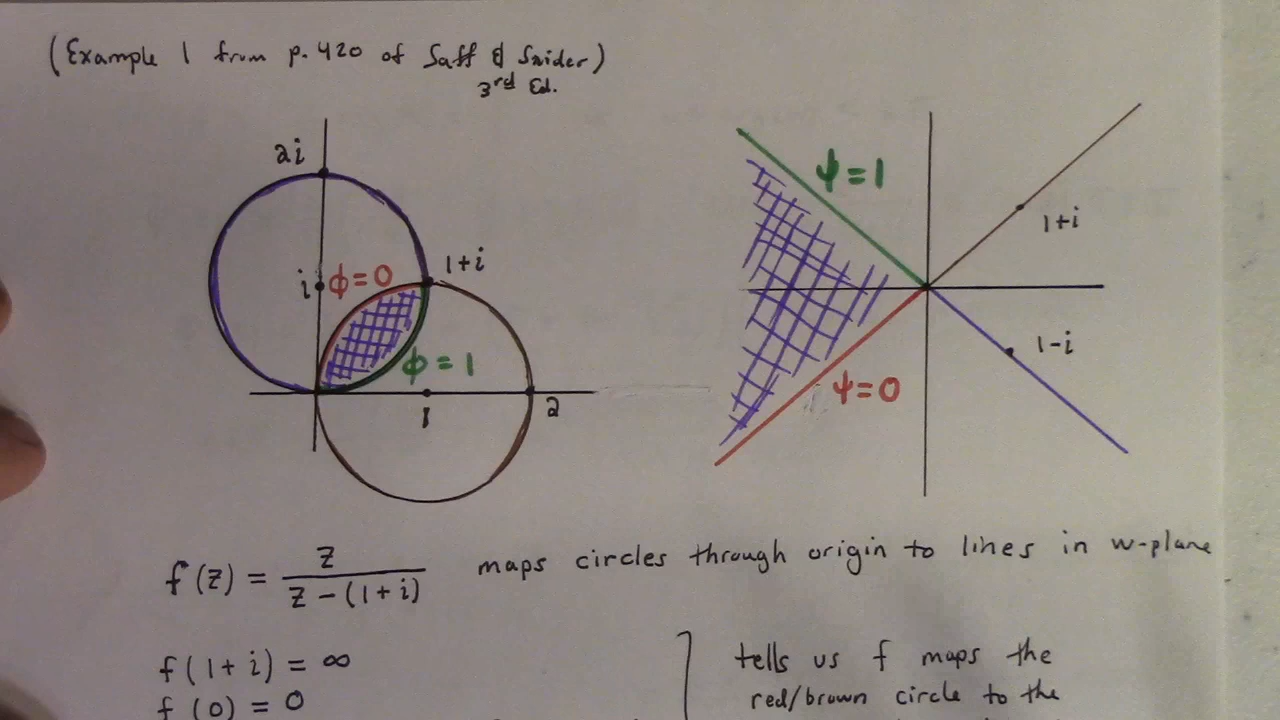 (Example 1 from p. 420 of Saff & Snider)
3rd Ed.
2i
ψ = 1
1+i
1+i
i
ϕ = 0
1-i
ϕ = 1
ψ = 0
1
2
f(z) = z / (z - (1+i)) maps circles through origin to lines in w-plane
f(1+i) = ∞
tells us f maps the
f(0) = 0
red/brown circle to the